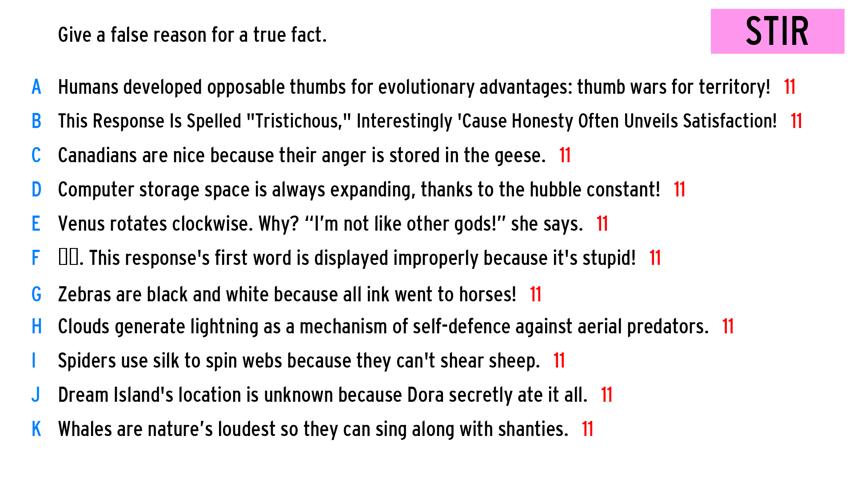 Give a false reason for a true fact.
STIR
A Humans developed opposable thumbs for evolutionary advantages: thumb wars for territory! 11
B This Response Is Spelled "Tristichous," Interestingly 'Cause Honesty Often Unveils Satisfaction! 11
C Canadians are nice because their anger is stored in the geese. 11
D Computer storage space is always expanding, thanks to the hubble constant! 11
E Venus rotates clockwise. Why? “I’m not like other gods!” she says. 11
F ▯▯. This response's first word is displayed improperly because it's stupid! 11
G Zebras are black and white because all ink went to horses! 11
H Clouds generate lightning as a mechanism of self-defence against aerial predators. 11
I Spiders use silk to spin webs because they can't shear sheep. 11
J Dream Island's location is unknown because Dora secretly ate it all. 11
K Whales are nature’s loudest so they can sing along with shanties. 11